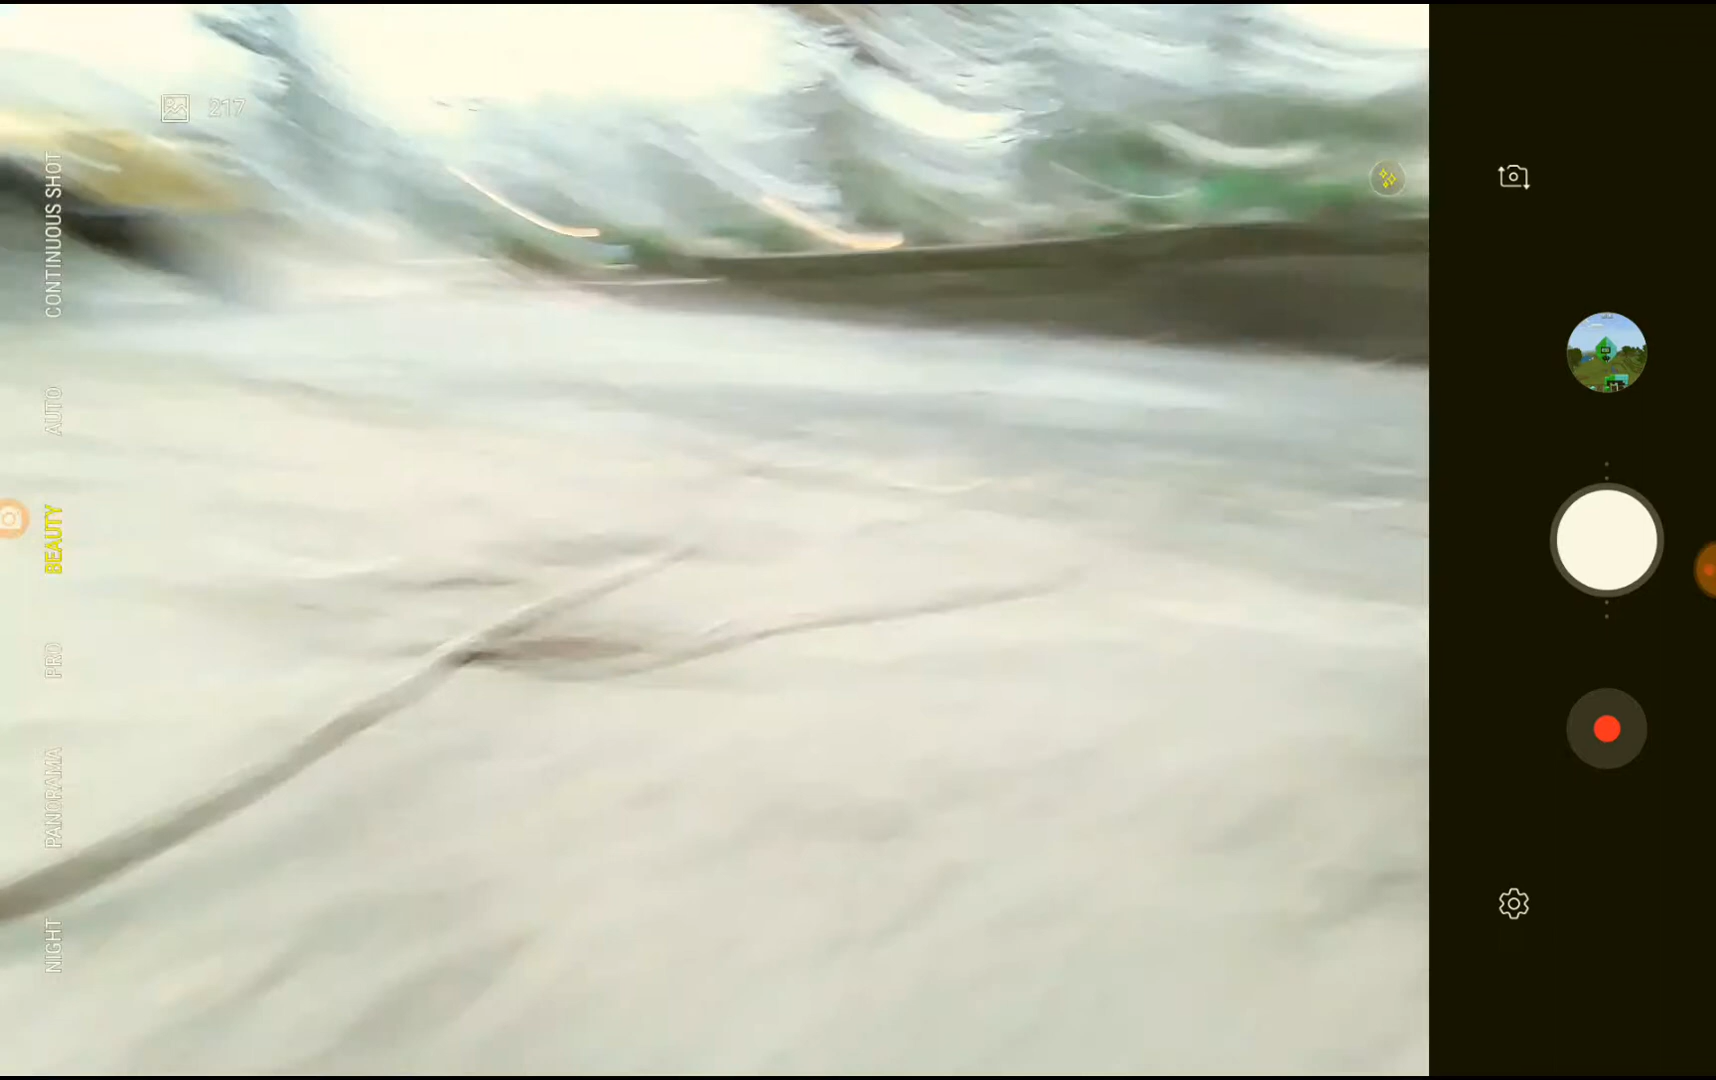 217
CONTINUOUS SHOT
AUTO
BEAUTY
PRO
PANORAMA
NIGHT